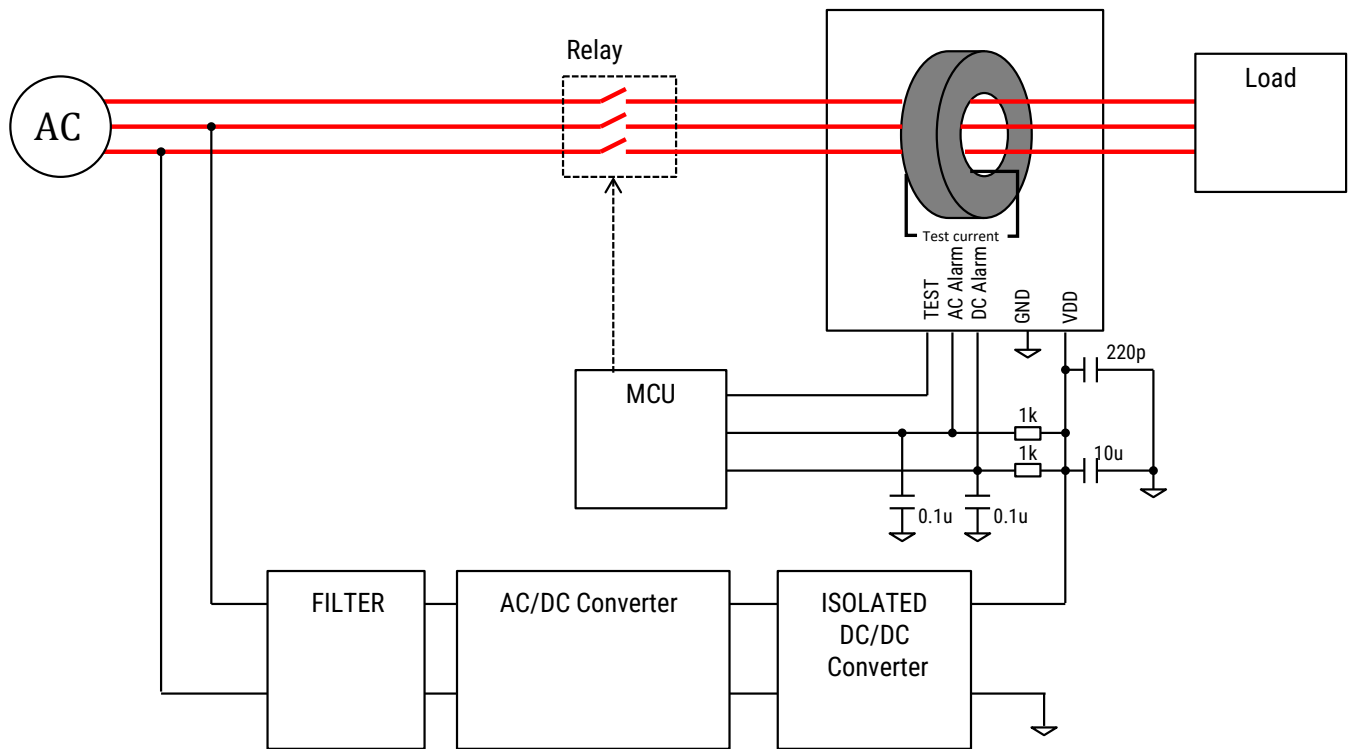 Relay
AC
Load
Test current
TEST
AC Alarm
DC Alarm
GND
VDD
220p
MCU
1k
1k
10u
0.1u
0.1u
FILTER
AC/DC Converter
ISOLATED
DC/DC
Converter